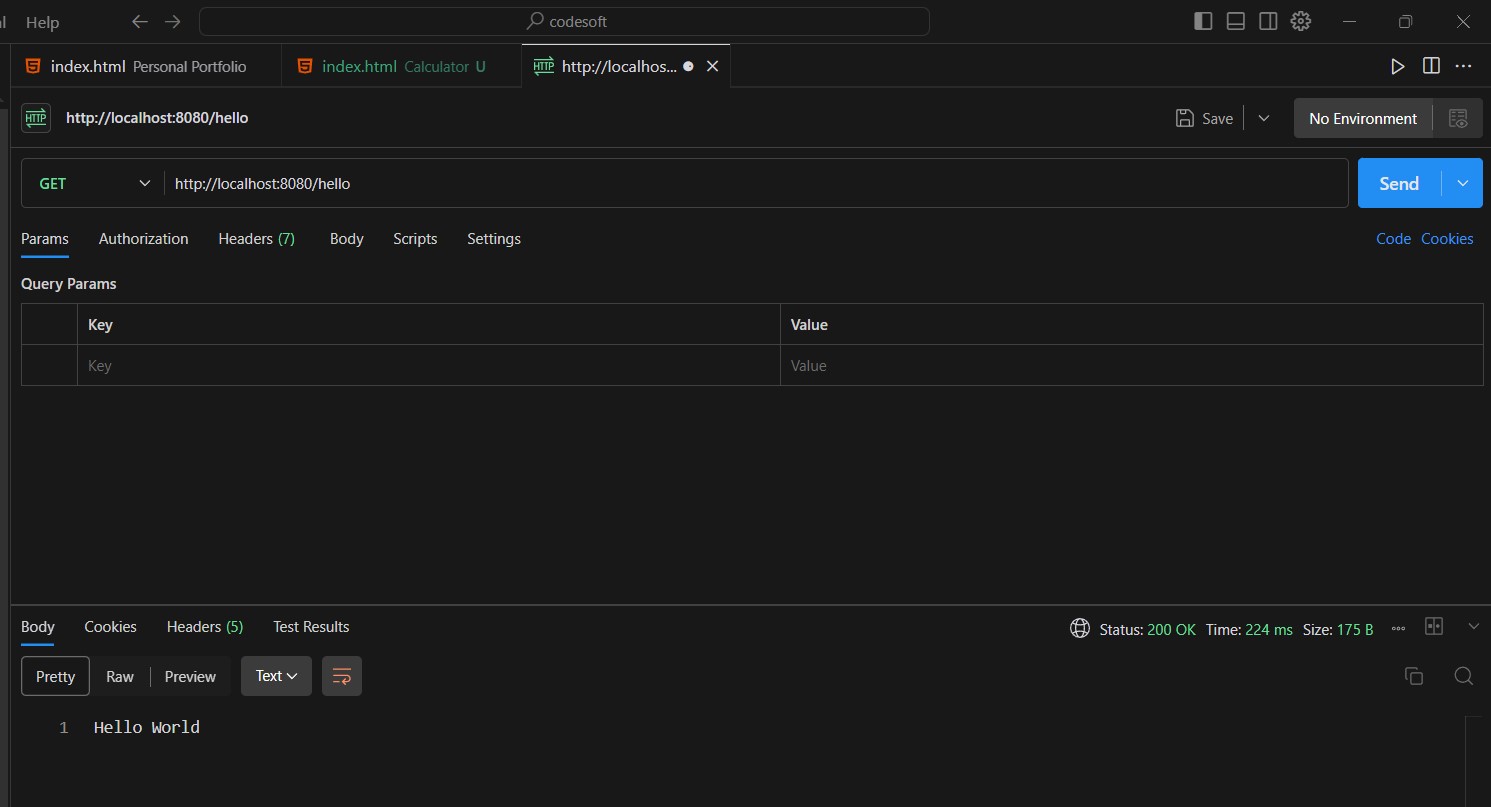 Help codesoft
index.html Personal Portfolio index.html Calculator U HTTP http://localhos...
HTTP http://localhost:8080/hello Save No Environment
GET http://localhost:8080/hello Send
Params Authorization Headers (7) Body Scripts Settings Code Cookies
Query Params
Key Value
Key Value
Body Cookies Headers (5) Test Results Status: 200 OK Time: 224 ms Size: 175 B
Pretty Raw Preview Text
1 Hello World